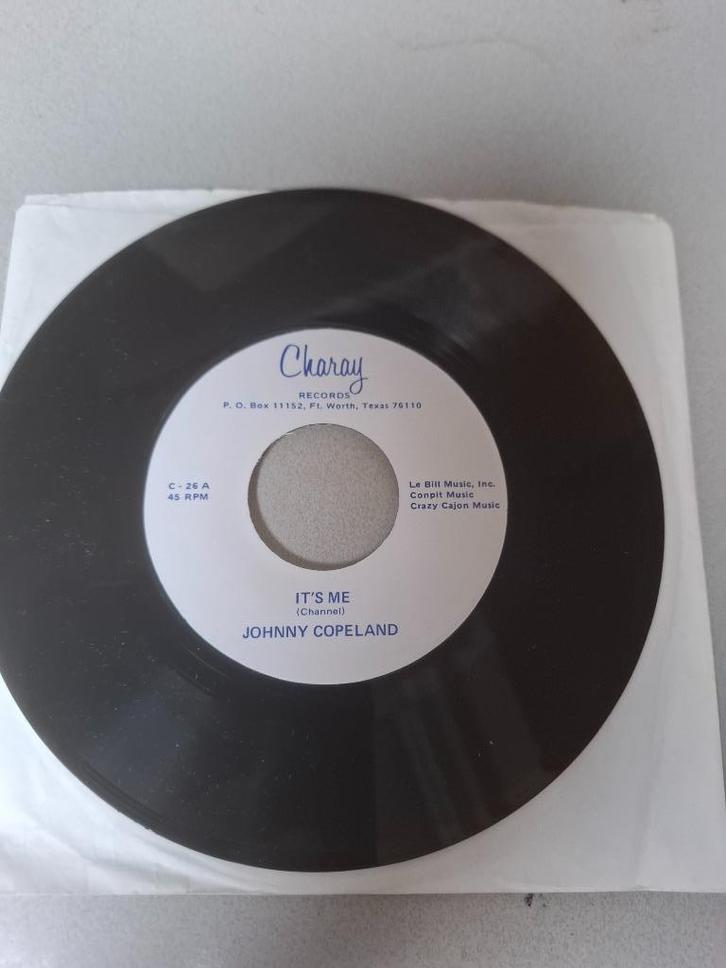 Charay
RECORDS
P. O. Box 11152, Ft. Worth, Texas 76110
C - 26 A
45 RPM
Le Bill Music, Inc.
Conpit Music
Crazy Cajon Music
IT'S ME
(Channel)
JOHNNY COPELAND